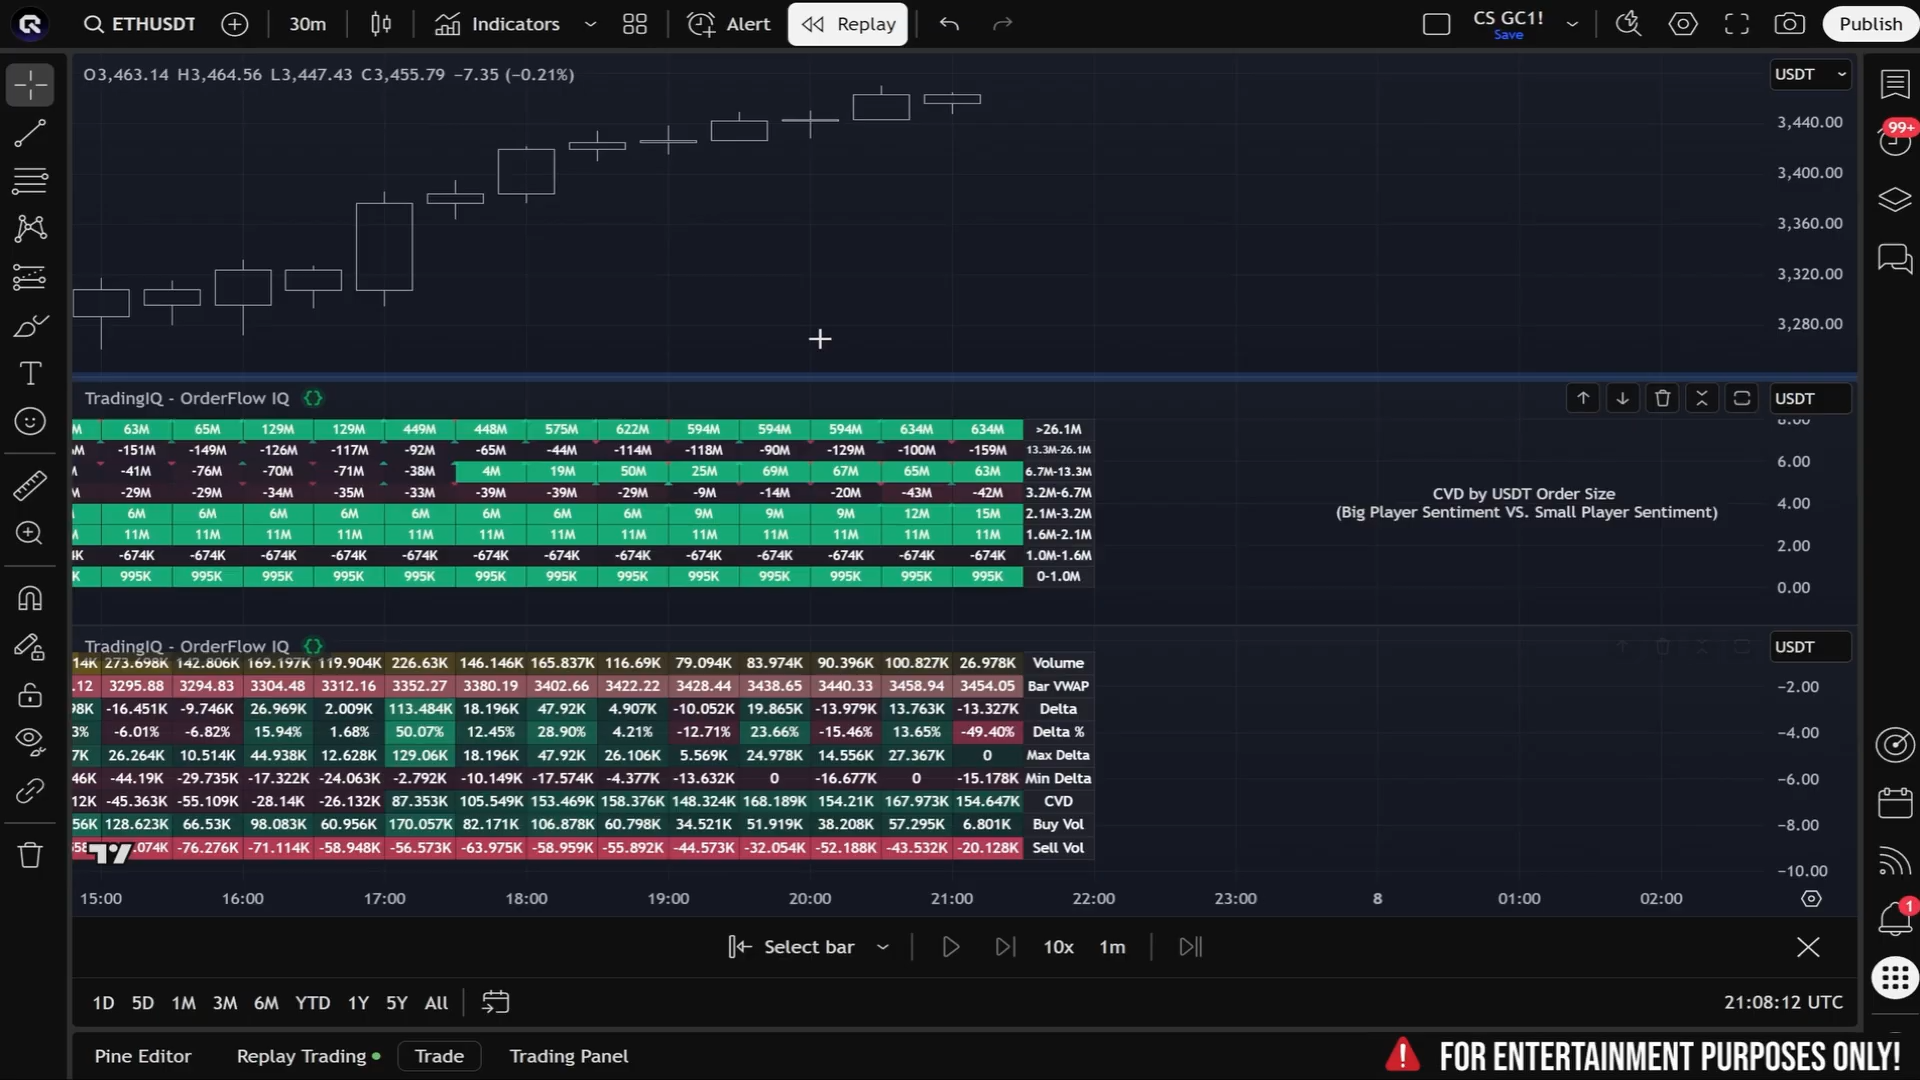 ETHUSDT 30m Indicators Alert Replay CS GC1! Save Publish
O3,463.14 H3,464.56 L3,447.43 C3,455.79 −7.35 (−0.21%) USDT
99+
3,440.00
3,400.00
3,360.00
3,320.00
3,280.00
TradingIQ - OrderFlow IQ USDT
M 63M 65M 129M 129M 449M 448M 575M 622M 594M 594M 594M 634M 634M >26.1M 8.00
M -151M -149M -126M -117M -92M -65M -44M -114M -118M -90M -129M -100M -159M 13.3M-26.1M
M -41M -76M -70M -71M -38M 4M 19M 50M 25M 69M 67M 65M 63M 6.7M-13.3M 6.00
M -29M -29M -34M -35M -33M -39M -39M -29M -9M -14M -20M -43M -42M 3.2M-6.7M
CVD by USDT Order Size
(Big Player Sentiment VS. Small Player Sentiment)
4.00
M 6M 6M 6M 6M 6M 6M 6M 6M 9M 9M 9M 12M 15M 2.1M-3.2M
M 11M 11M 11M 11M 11M 11M 11M 11M 11M 11M 11M 11M 11M 1.6M-2.1M
2.00
K -674K -674K -674K -674K -674K -674K -674K -674K -674K -674K -674K -674K -674K 1.0M-1.6M
K 995K 995K 995K 995K 995K 995K 995K 995K 995K 995K 995K 995K 995K 0-1.0M
0.00
TradingIQ - OrderFlow IQ USDT
14K 273.698K 142.806K 169.197K 119.904K 226.63K 146.146K 165.837K 116.69K 79.094K 83.974K 90.396K 100.827K 26.978K Volume
.12 3295.88 3294.83 3304.48 3312.16 3352.27 3380.19 3402.66 3422.22 3428.44 3438.65 3440.33 3458.94 3454.05 Bar VWAP −2.00
98K -16.451K -9.746K 26.969K 2.009K 113.484K 18.196K 47.92K 4.907K -10.052K 19.865K -13.979K 13.763K -13.327K Delta
3% -6.01% -6.82% 15.94% 1.68% 50.07% 12.45% 28.90% 4.21% -12.71% 23.66% -15.46% 13.65% -49.40% Delta % −4.00
7K 26.264K 10.514K 44.938K 12.628K 129.06K 18.196K 47.92K 26.106K 5.569K 24.978K 14.556K 27.367K 0 Max Delta
46K -44.19K -29.735K -17.322K -24.063K -2.792K -10.149K -17.574K -4.377K -13.632K 0 -16.677K 0 -15.178K Min Delta −6.00
12K -45.363K -55.109K -28.14K -26.132K 87.353K 105.549K 153.469K 158.376K 148.324K 168.189K 154.21K 167.973K 154.647K CVD
56K 128.623K 66.53K 98.083K 60.956K 170.057K 82.171K 106.878K 60.798K 34.521K 51.919K 38.208K 57.295K 6.801K Buy Vol −8.00
.074K -76.276K -71.114K -58.948K -56.573K -63.975K -58.959K -55.892K -44.573K -32.054K -52.188K -43.532K -20.128K Sell Vol
−10.00
15:00 16:00 17:00 18:00 19:00 20:00 21:00 22:00 23:00 8 01:00 02:00
1
Select bar 10x 1m
1D 5D 1M 3M 6M YTD 1Y 5Y All 21:08:12 UTC
Pine Editor Replay Trading Trade Trading Panel FOR ENTERTAINMENT PURPOSES ONLY!